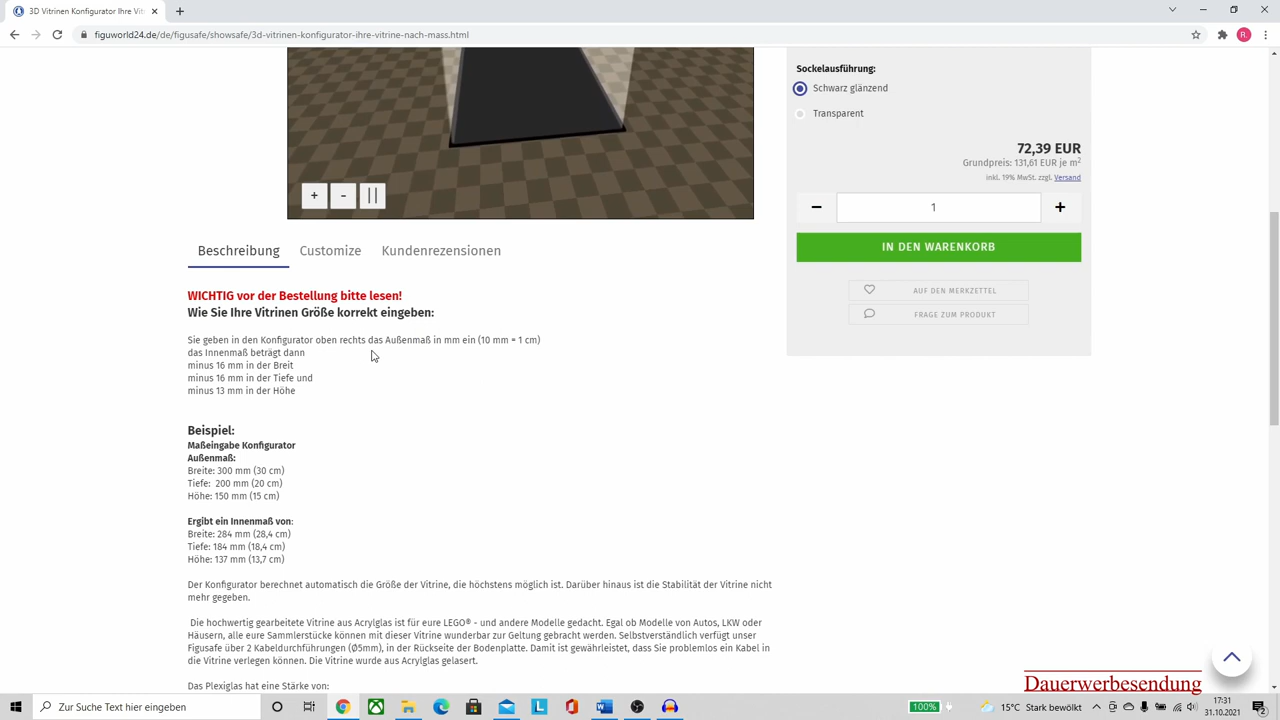 3D Vitrinen - Ihre Vitrine nach M
figuworld24.de/de/figusafe/showsafe/3d-vitrinen-konfigurator-ihre-vitrine-nach-mass.html
R.
Sockelausführung:
Schwarz glänzend
Transparent
72,39 EUR
Grundpreis: 131,61 EUR je m²
inkl. 19% MwSt. zzgl. Versand
− 1 +
IN DEN WARENKORB
AUF DEN MERKZETTEL
FRAGE ZUM PRODUKT
+ - ||
Beschreibung Customize Kundenrezensionen
WICHTIG vor der Bestellung bitte lesen!
Wie Sie Ihre Vitrinen Größe korrekt eingeben:
Sie geben in den Konfigurator oben rechts das Außenmaß in mm ein (10 mm = 1 cm)
das Innenmaß beträgt dann
minus 16 mm in der Breit
minus 16 mm in der Tiefe und
minus 13 mm in der Höhe
Beispiel:
Maßeingabe Konfigurator
Außenmaß:
Breite: 300 mm (30 cm)
Tiefe: 200 mm (20 cm)
Höhe: 150 mm (15 cm)
Ergibt ein Innenmaß von:
Breite: 284 mm (28,4 cm)
Tiefe: 184 mm (18,4 cm)
Höhe: 137 mm (13,7 cm)
Der Konfigurator berechnet automatisch die Größe der Vitrine, die höchstens möglich ist. Darüber hinaus ist die Stabilität der Vitrine nicht
mehr gegeben.
Die hochwertig gearbeitete Vitrine aus Acrylglas ist für eure LEGO® - und andere Modelle gedacht. Egal ob Modelle von Autos, LKW oder
Häusern, alle eure Sammlerstücke können mit dieser Vitrine wunderbar zur Geltung gebracht werden. Selbstverständlich verfügt unser
Figusafe über 2 Kabeldurchführungen (Ø5mm), in der Rückseite der Bodenplatte. Damit ist gewährleistet, dass Sie problemlos ein Kabel in
die Vitrine verlegen können. Die Vitrine wurde aus Acrylglas gelasert.
Das Plexiglas hat eine Stärke von:
Dauerwerbesendung
Zur Suche Text hier eingeben
100%
15°C Stark bewölkt
17:31
31.10.2021
2